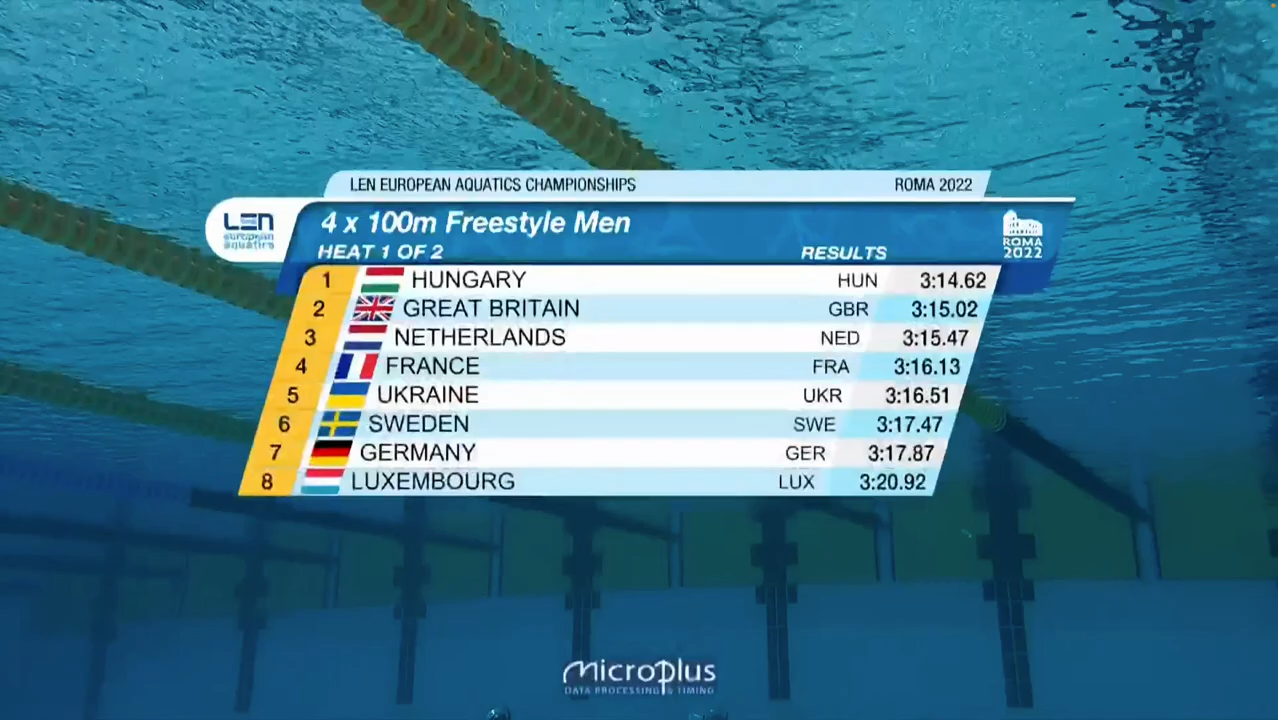 LEN EUROPEAN AQUATICS CHAMPIONSHIPS ROMA 2022
LEN
european
aquatics
4 x 100m Freestyle Men
HEAT 1 OF 2 RESULTS
ROMA
2022
1 HUNGARY HUN 3:14.62
2 GREAT BRITAIN GBR 3:15.02
3 NETHERLANDS NED 3:15.47
4 FRANCE FRA 3:16.13
5 UKRAINE UKR 3:16.51
6 SWEDEN SWE 3:17.47
7 GERMANY GER 3:17.87
8 LUXEMBOURG LUX 3:20.92
Microplus
DATA PROCESSING & TIMING